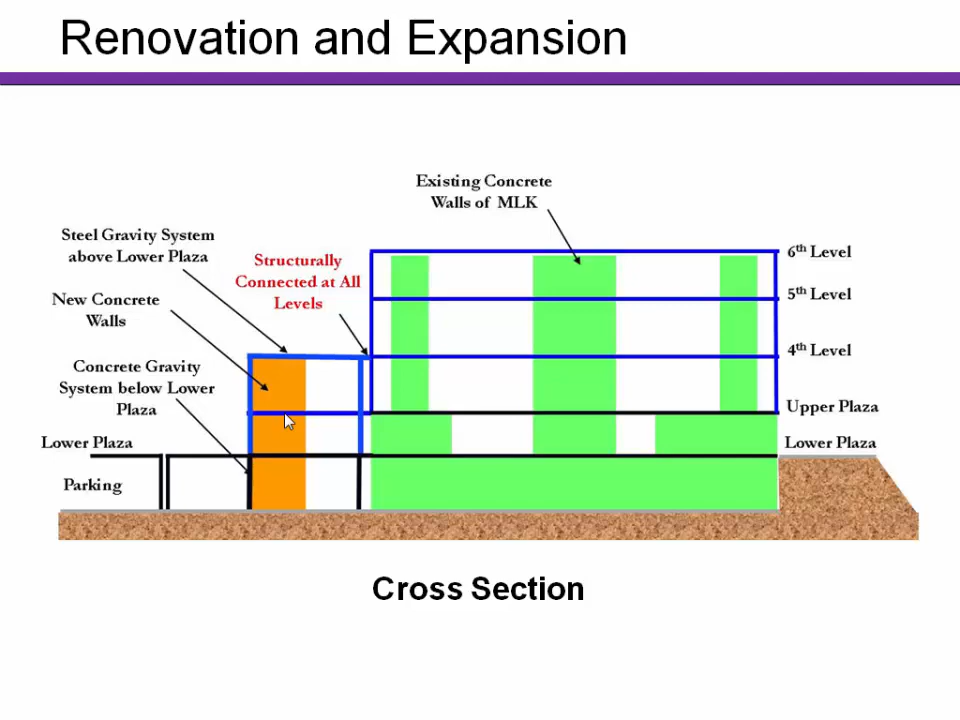 Renovation and Expansion
Existing Concrete
Walls of MLK
Steel Gravity System
above Lower Plaza
Structurally
Connected at All
Levels
New Concrete
Walls
Concrete Gravity
System below Lower
Plaza
Lower Plaza
Parking
6th Level
5th Level
4th Level
Upper Plaza
Lower Plaza
Cross Section